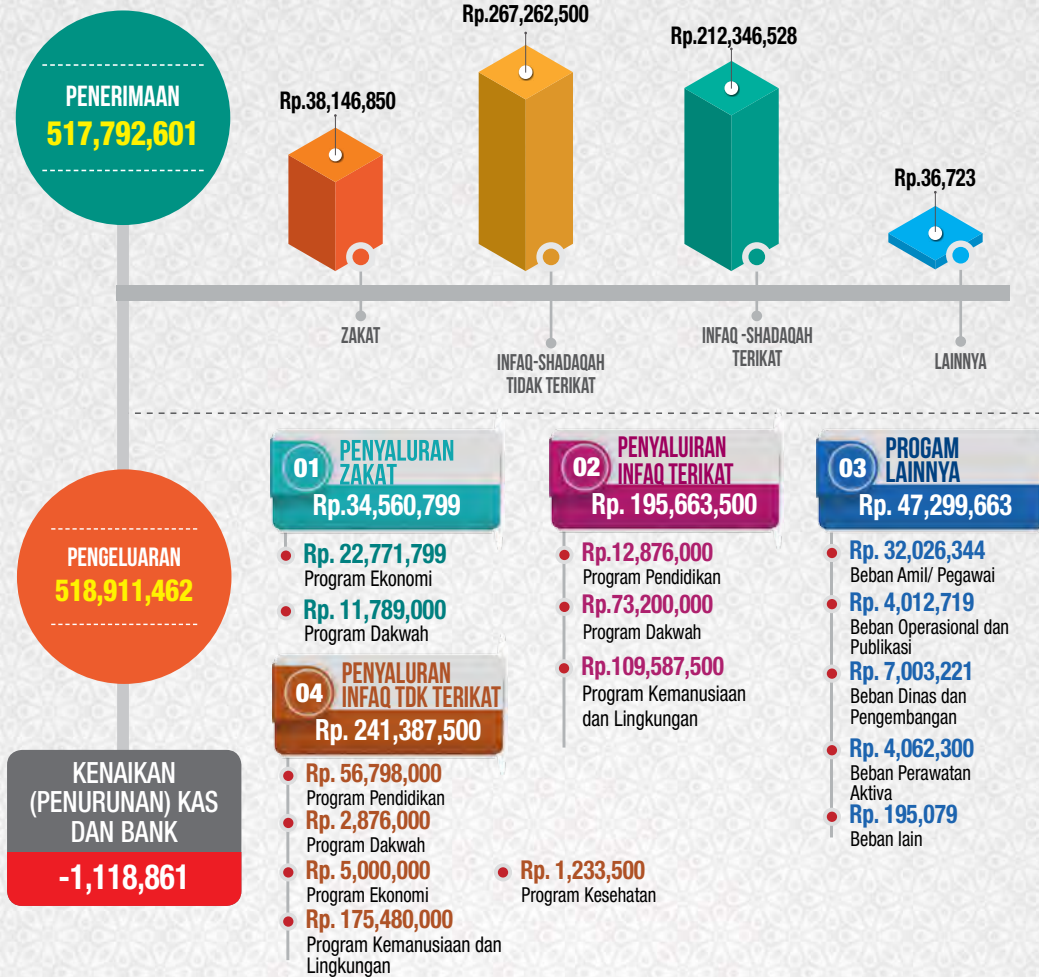 PENERIMAAN
517,792,601
Rp.38,146,850
Rp.267,262,500
Rp.212,346,528
Rp.36,723
ZAKAT
INFAQ-SHADAQAH
TIDAK TERIKAT
INFAQ -SHADAQAH
TERIKAT
LAINNYA
PENGELUARAN
518,911,462
KENAIKAN
(PENURUNAN) KAS
DAN BANK
-1,118,861
01
PENYALURAN
ZAKAT
Rp.34,560,799
Rp. 22,771,799
Program Ekonomi
Rp. 11,789,000
Program Dakwah
02
PENYALUIRAN
INFAQ TERIKAT
Rp. 195,663,500
Rp.12,876,000
Program Pendidikan
Rp.73,200,000
Program Dakwah
Rp.109,587,500
Program Kemanusiaan
dan Lingkungan
03
PROGAM
LAINNYA
Rp. 47,299,663
Rp. 32,026,344
Beban Amil/ Pegawai
Rp. 4,012,719
Beban Operasional dan
Publikasi
Rp. 7,003,221
Beban Dinas dan
Pengembangan
Rp. 4,062,300
Beban Perawatan
Aktiva
Rp. 195,079
Beban lain
04
PENYALURAN
INFAQ TDK TERIKAT
Rp. 241,387,500
Rp. 56,798,000
Program Pendidikan
Rp. 2,876,000
Program Dakwah
Rp. 5,000,000
Program Ekonomi
Rp. 175,480,000
Program Kemanusiaan dan
Lingkungan
Rp. 1,233,500
Program Kesehatan